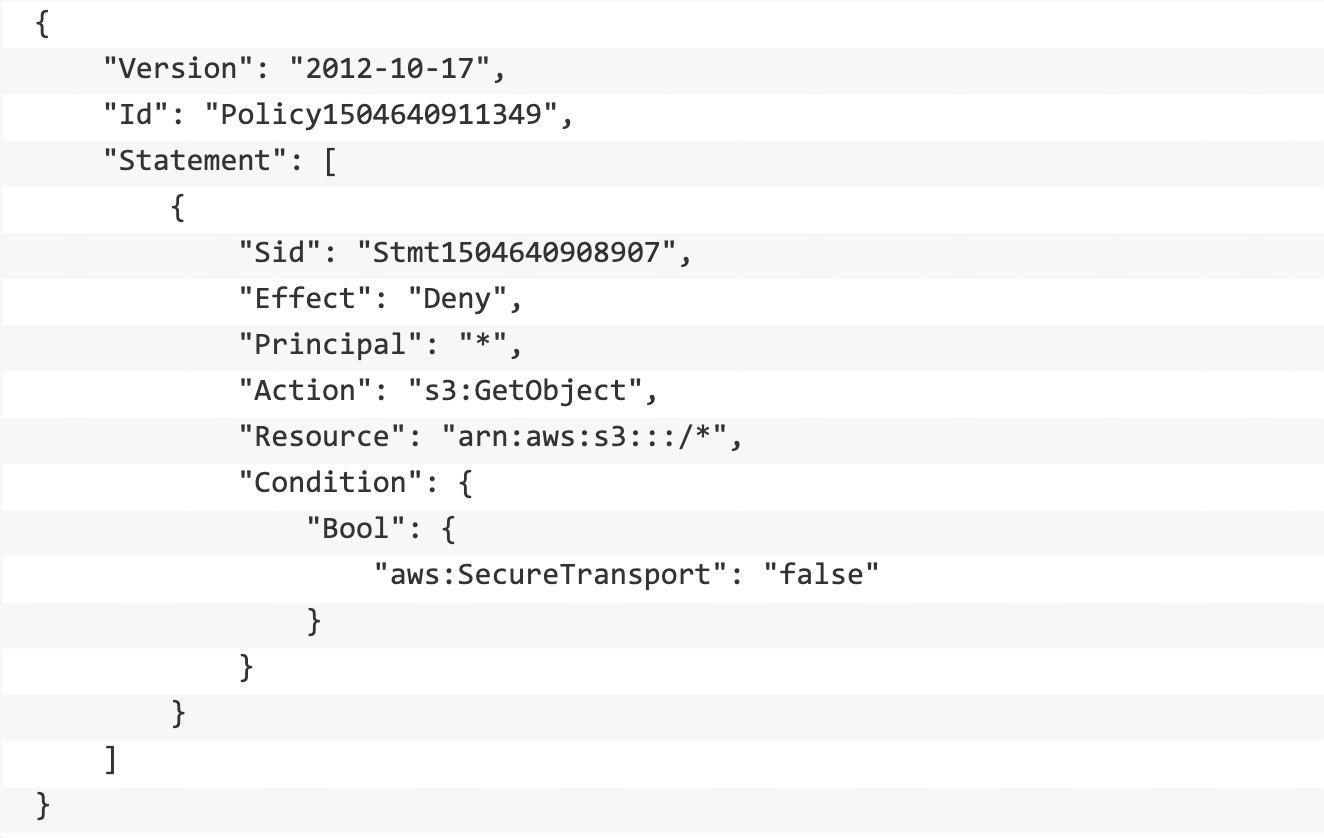 {
    "Version": "2012-10-17",
    "Id": "Policy1504640911349",
    "Statement": [
        {
            "Sid": "Stmt1504640908907",
            "Effect": "Deny",
            "Principal": "*",
            "Action": "s3:GetObject",
            "Resource": "arn:aws:s3:::/*",
            "Condition": {
                "Bool": {
                    "aws:SecureTransport": "false"
                }
            }
        }
    ]
}